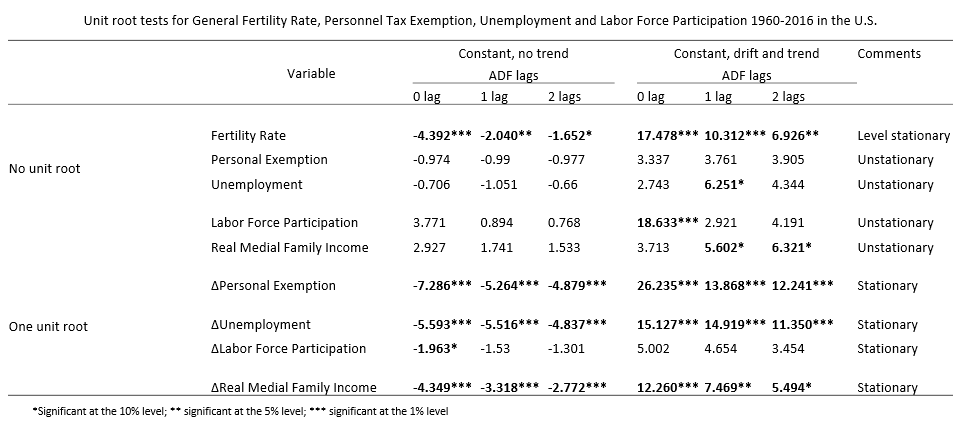 Unit root tests for General Fertility Rate, Personnel Tax Exemption, Unemployment and Labor Force Participation 1960-2016 in the U.S.
Variable Constant, no trend Constant, drift and trend Comments
ADF lags ADF lags
0 lag 1 lag 2 lags 0 lag 1 lag 2 lags
No unit root
Fertility Rate -4.392*** -2.040** -1.652* 17.478*** 10.312*** 6.926** Level stationary
Personal Exemption -0.974 -0.99 -0.977 3.337 3.761 3.905 Unstationary
Unemployment -0.706 -1.051 -0.66 2.743 6.251* 4.344 Unstationary
Labor Force Participation 3.771 0.894 0.768 18.633*** 2.921 4.191 Unstationary
Real Medial Family Income 2.927 1.741 1.533 3.713 5.602* 6.321* Unstationary
One unit root
ΔPersonal Exemption -7.286*** -5.264*** -4.879*** 26.235*** 13.868*** 12.241*** Stationary
ΔUnemployment -5.593*** -5.516*** -4.837*** 15.127*** 14.919*** 11.350*** Stationary
ΔLabor Force Participation -1.963* -1.53 -1.301 5.002 4.654 3.454 Stationary
ΔReal Medial Family Income -4.349*** -3.318*** -2.772*** 12.260*** 7.469** 5.494* Stationary
*Significant at the 10% level; ** significant at the 5% level; *** significant at the 1% level